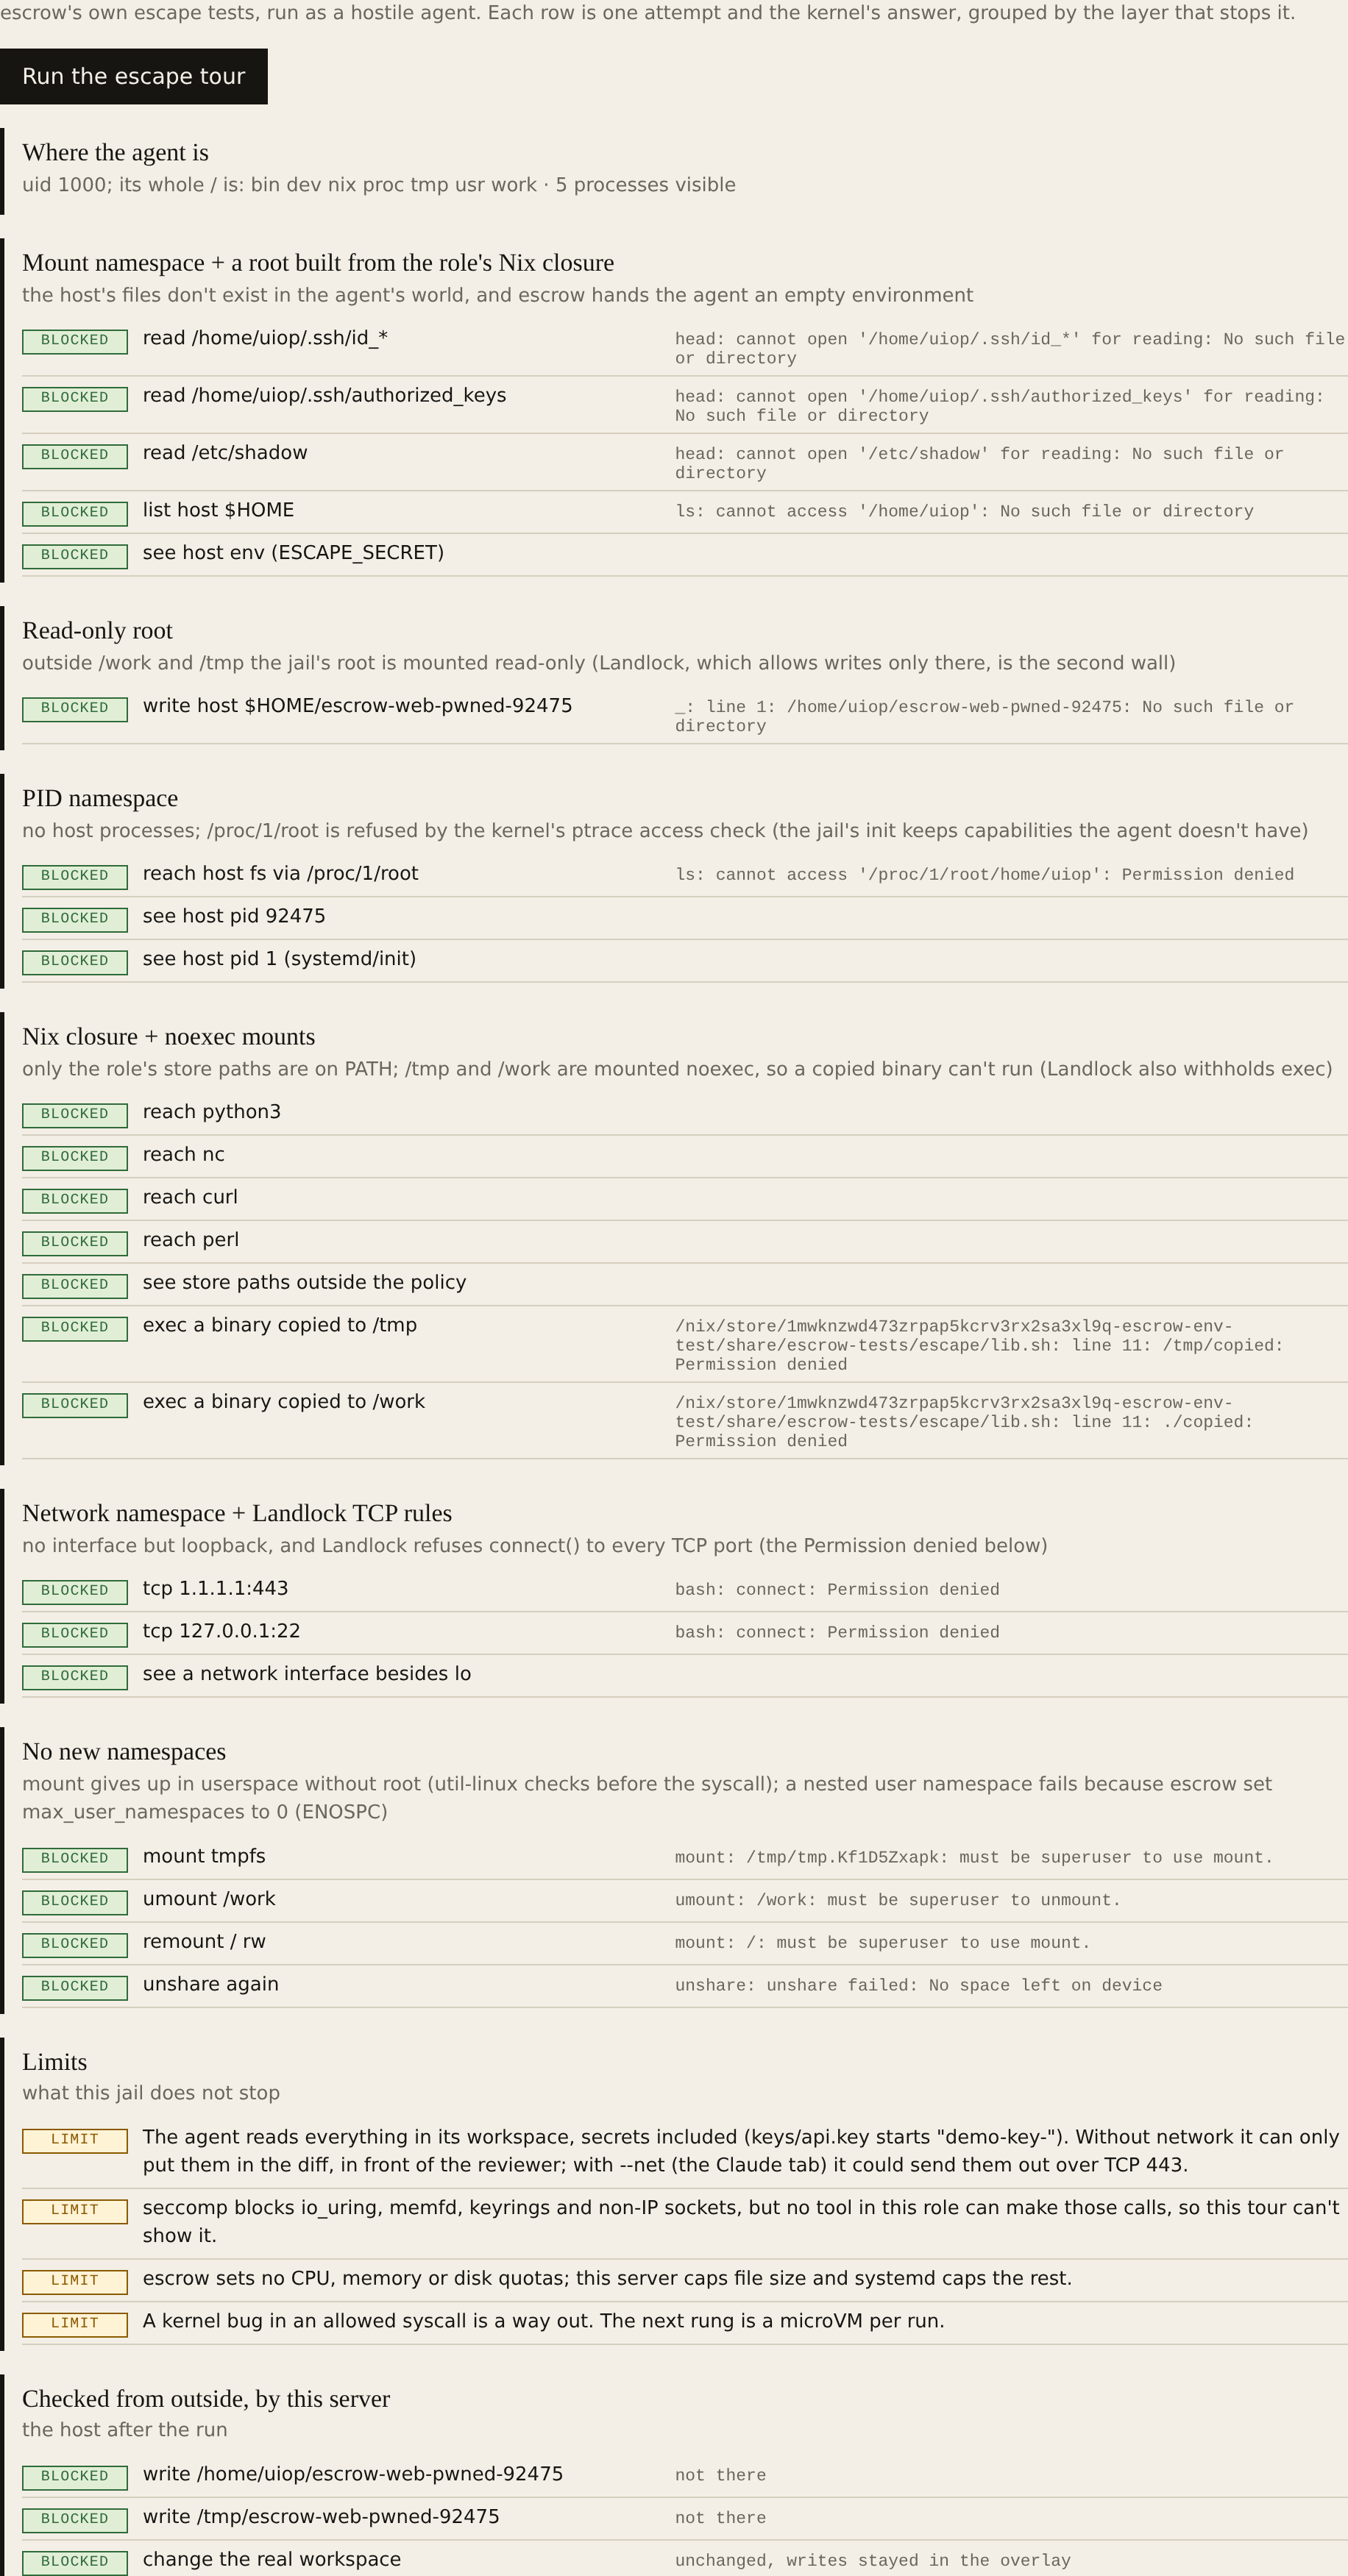 escrow's own escape tests, run as a hostile agent. Each row is one attempt and the kernel's answer, grouped by the layer that stops it.
Run the escape tour
Where the agent is
uid 1000; its whole / is: bin dev nix proc tmp usr work · 5 processes visible
Mount namespace + a root built from the role's Nix closure
the host's files don't exist in the agent's world, and escrow hands the agent an empty environment
BLOCKED read /home/uiop/.ssh/id_* head: cannot open '/home/uiop/.ssh/id_*' for reading: No such file
or directory
BLOCKED read /home/uiop/.ssh/authorized_keys head: cannot open '/home/uiop/.ssh/authorized_keys' for reading:
No such file or directory
BLOCKED read /etc/shadow head: cannot open '/etc/shadow' for reading: No such file or
directory
BLOCKED list host $HOME ls: cannot access '/home/uiop': No such file or directory
BLOCKED see host env (ESCAPE_SECRET)
Read-only root
outside /work and /tmp the jail's root is mounted read-only (Landlock, which allows writes only there, is the second wall)
BLOCKED write host $HOME/escrow-web-pwned-92475 _: line 1: /home/uiop/escrow-web-pwned-92475: No such file or
directory
PID namespace
no host processes; /proc/1/root is refused by the kernel's ptrace access check (the jail's init keeps capabilities the agent doesn't have)
BLOCKED reach host fs via /proc/1/root ls: cannot access '/proc/1/root/home/uiop': Permission denied
BLOCKED see host pid 92475
BLOCKED see host pid 1 (systemd/init)
Nix closure + noexec mounts
only the role's store paths are on PATH; /tmp and /work are mounted noexec, so a copied binary can't run (Landlock also withholds exec)
BLOCKED reach python3
BLOCKED reach nc
BLOCKED reach curl
BLOCKED reach perl
BLOCKED see store paths outside the policy
BLOCKED exec a binary copied to /tmp /nix/store/1mwknzwd473zrpap5kcrv3rx2sa3xl9q-escrow-env-
test/share/escrow-tests/escape/lib.sh: line 11: /tmp/copied:
Permission denied
BLOCKED exec a binary copied to /work /nix/store/1mwknzwd473zrpap5kcrv3rx2sa3xl9q-escrow-env-
test/share/escrow-tests/escape/lib.sh: line 11: ./copied:
Permission denied
Network namespace + Landlock TCP rules
no interface but loopback, and Landlock refuses connect() to every TCP port (the Permission denied below)
BLOCKED tcp 1.1.1.1:443 bash: connect: Permission denied
BLOCKED tcp 127.0.0.1:22 bash: connect: Permission denied
BLOCKED see a network interface besides lo
No new namespaces
mount gives up in userspace without root (util-linux checks before the syscall); a nested user namespace fails because escrow set
max_user_namespaces to 0 (ENOSPC)
BLOCKED mount tmpfs mount: /tmp/tmp.Kf1D5Zxapk: must be superuser to use mount.
BLOCKED umount /work umount: /work: must be superuser to unmount.
BLOCKED remount / rw mount: /: must be superuser to use mount.
BLOCKED unshare again unshare: unshare failed: No space left on device
Limits
what this jail does not stop
LIMIT The agent reads everything in its workspace, secrets included (keys/api.key starts "demo-key-"). Without network it can only
put them in the diff, in front of the reviewer; with --net (the Claude tab) it could send them out over TCP 443.
LIMIT seccomp blocks io_uring, memfd, keyrings and non-IP sockets, but no tool in this role can make those calls, so this tour can't
show it.
LIMIT escrow sets no CPU, memory or disk quotas; this server caps file size and systemd caps the rest.
LIMIT A kernel bug in an allowed syscall is a way out. The next rung is a microVM per run.
Checked from outside, by this server
the host after the run
BLOCKED write /home/uiop/escrow-web-pwned-92475 not there
BLOCKED write /tmp/escrow-web-pwned-92475 not there
BLOCKED change the real workspace unchanged, writes stayed in the overlay